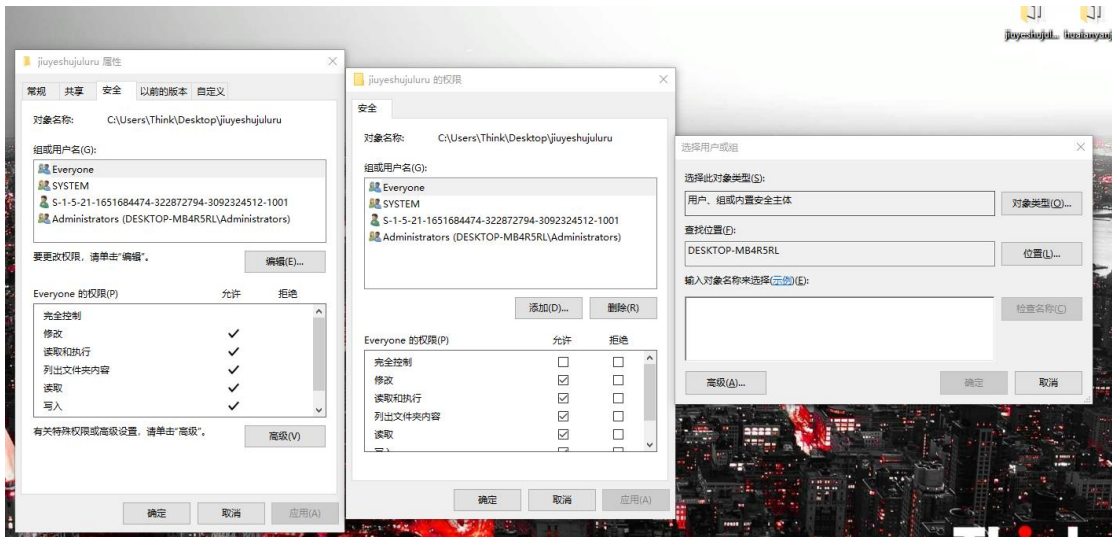 jiuyeshujuluru 属性
常规 共享 安全 以前的版本 自定义
对象名称: C:\Users\Think\Desktop\jiuyeshujuluru
组或用户名(G):
Everyone
SYSTEM
S-1-5-21-1651684474-322872794-3092324512-1001
Administrators (DESKTOP-MB4R5RL\Administrators)
要更改权限，请单击"编辑"。
编辑(E)...
Everyone 的权限(P) 允许 拒绝
完全控制
修改
读取和执行
列出文件夹内容
读取
写入
有关特殊权限或高级设置，请单击"高级"。
高级(V)
确定 取消 应用(A)
jiuyeshujuluru 的权限
安全
对象名称: C:\Users\Think\Desktop\jiuyeshujuluru
组或用户名(G):
Everyone
SYSTEM
S-1-5-21-1651684474-322872794-3092324512-1001
Administrators (DESKTOP-MB4R5RL\Administrators)
添加(D)... 删除(R)
Everyone 的权限(P) 允许 拒绝
完全控制
修改
读取和执行
列出文件夹内容
读取
确定 取消 应用(A)
选择用户或组
选择此对象类型(S):
用户、组或内置安全主体
对象类型(O)...
查找位置(F):
DESKTOP-MB4R5RL
位置(L)...
输入对象名称来选择(示例)(E):
检查名称(C)
高级(A)...
确定 取消